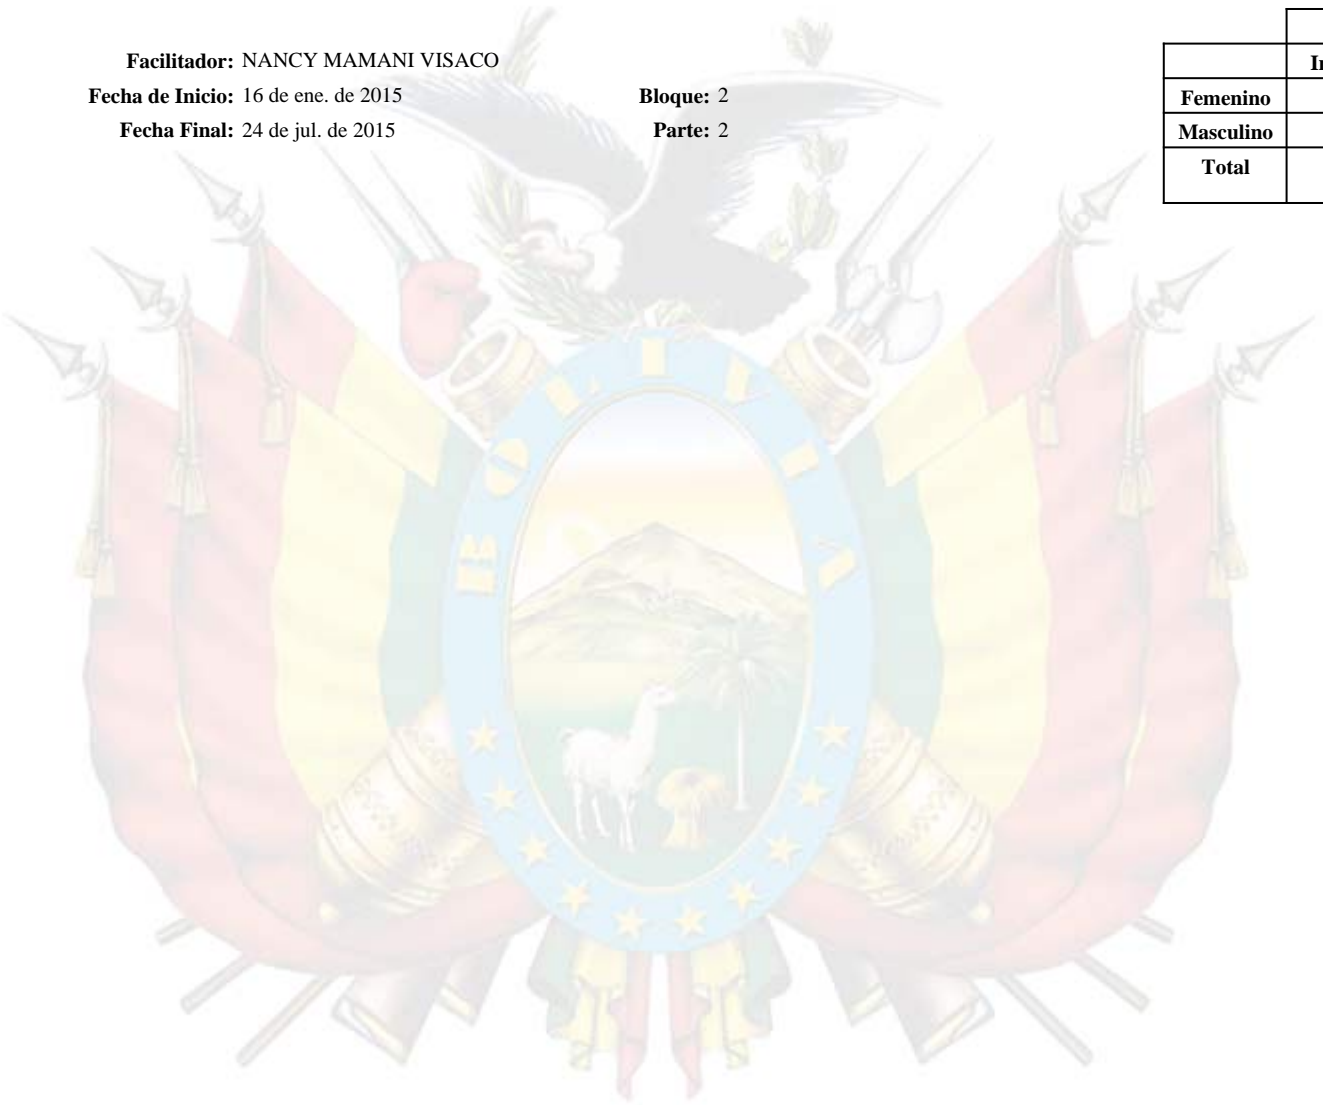 Facilitador: NANCY MAMANI VISACO
Fecha de Inicio: 16 de ene. de 2015 Bloque: 2
Fecha Final: 24 de jul. de 2015 Parte: 2
Femenino
Masculino
Total
BOLIVIA